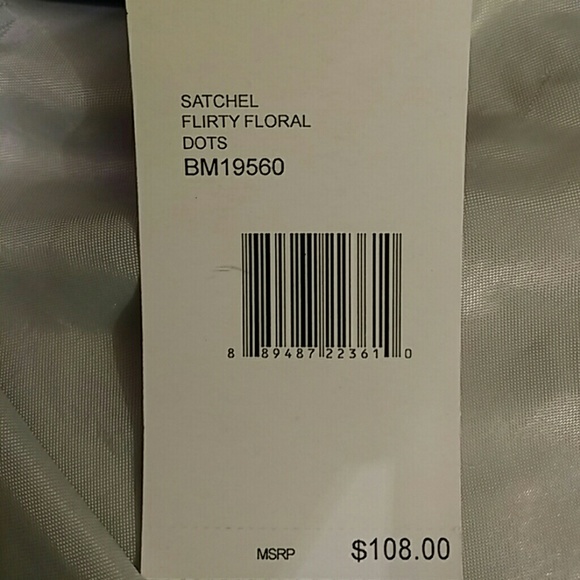 SATCHEL
FLIRTY FLORAL
DOTS
BM19560
8 89487 22361 0
MSRP $108.00